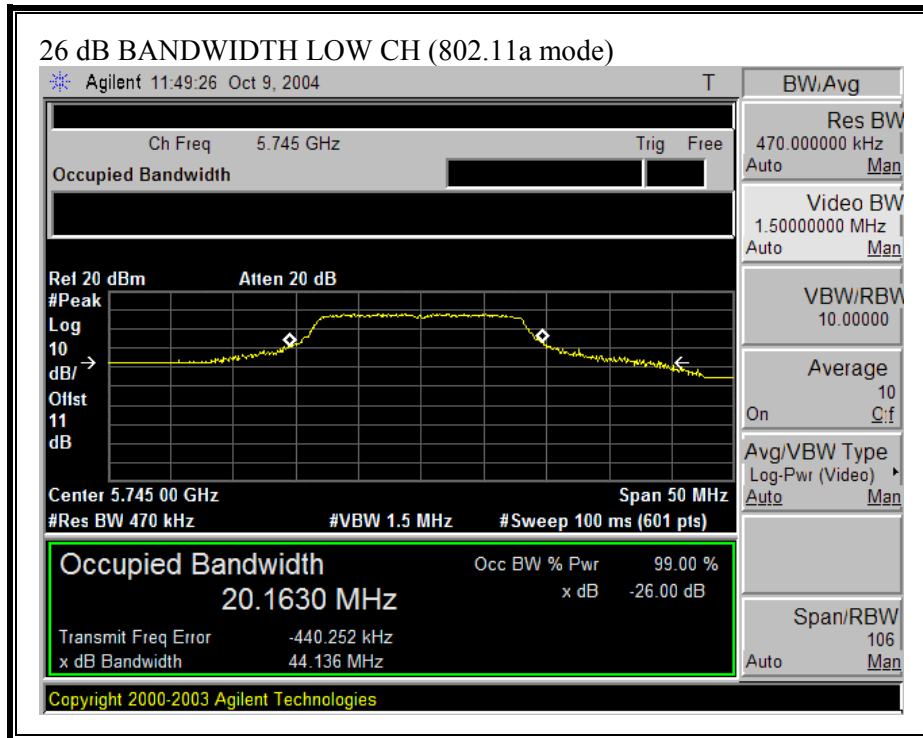 26 dB BANDWIDTH LOW CH (802.11a mode)
Agilent 11:49:26 Oct 9, 2004 T
Ch Freq 5.745 GHz Trig Free
Occupied Bandwidth
Ref 20 dBm Atten 20 dB
#Peak
Log
10
dB/
Offst
11
dB
Center 5.745 00 GHz Span 50 MHz
#Res BW 470 kHz #VBW 1.5 MHz #Sweep 100 ms (601 pts)
Occupied Bandwidth
20.1630 MHz
Occ BW % Pwr 99.00 %
x dB -26.00 dB
Transmit Freq Error -440.252 kHz
x dB Bandwidth 44.136 MHz
Copyright 2000-2003 Agilent Technologies
BW/Avg
Res BW
470.000000 kHz
Auto Man
Video BW
1.50000000 MHz
Auto Man
VBW/RBW
10.00000
Average
10
On Off
Avg/VBW Type
Log-Pwr (Video)
Auto Man
Span/RBW
106
Auto Man